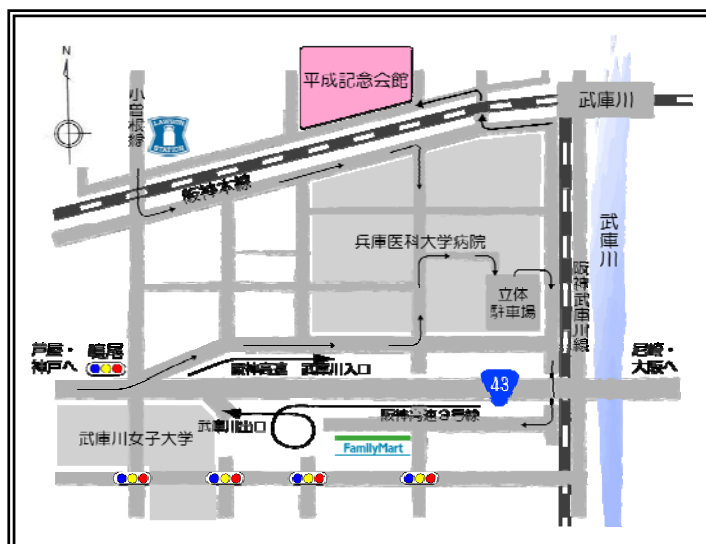 N
小曽根線
LAWSON
STATION
平成記念会館
武庫川
阪神本線
兵庫医科大学病院
立体
駐車場
武庫川
阪神武庫川線
芦屋・
神戸へ
鳴尾
阪神高速 武庫川入口
43
尼崎・
大阪へ
武庫川出口
阪神高速3号線
武庫川女子大学
FamilyMart